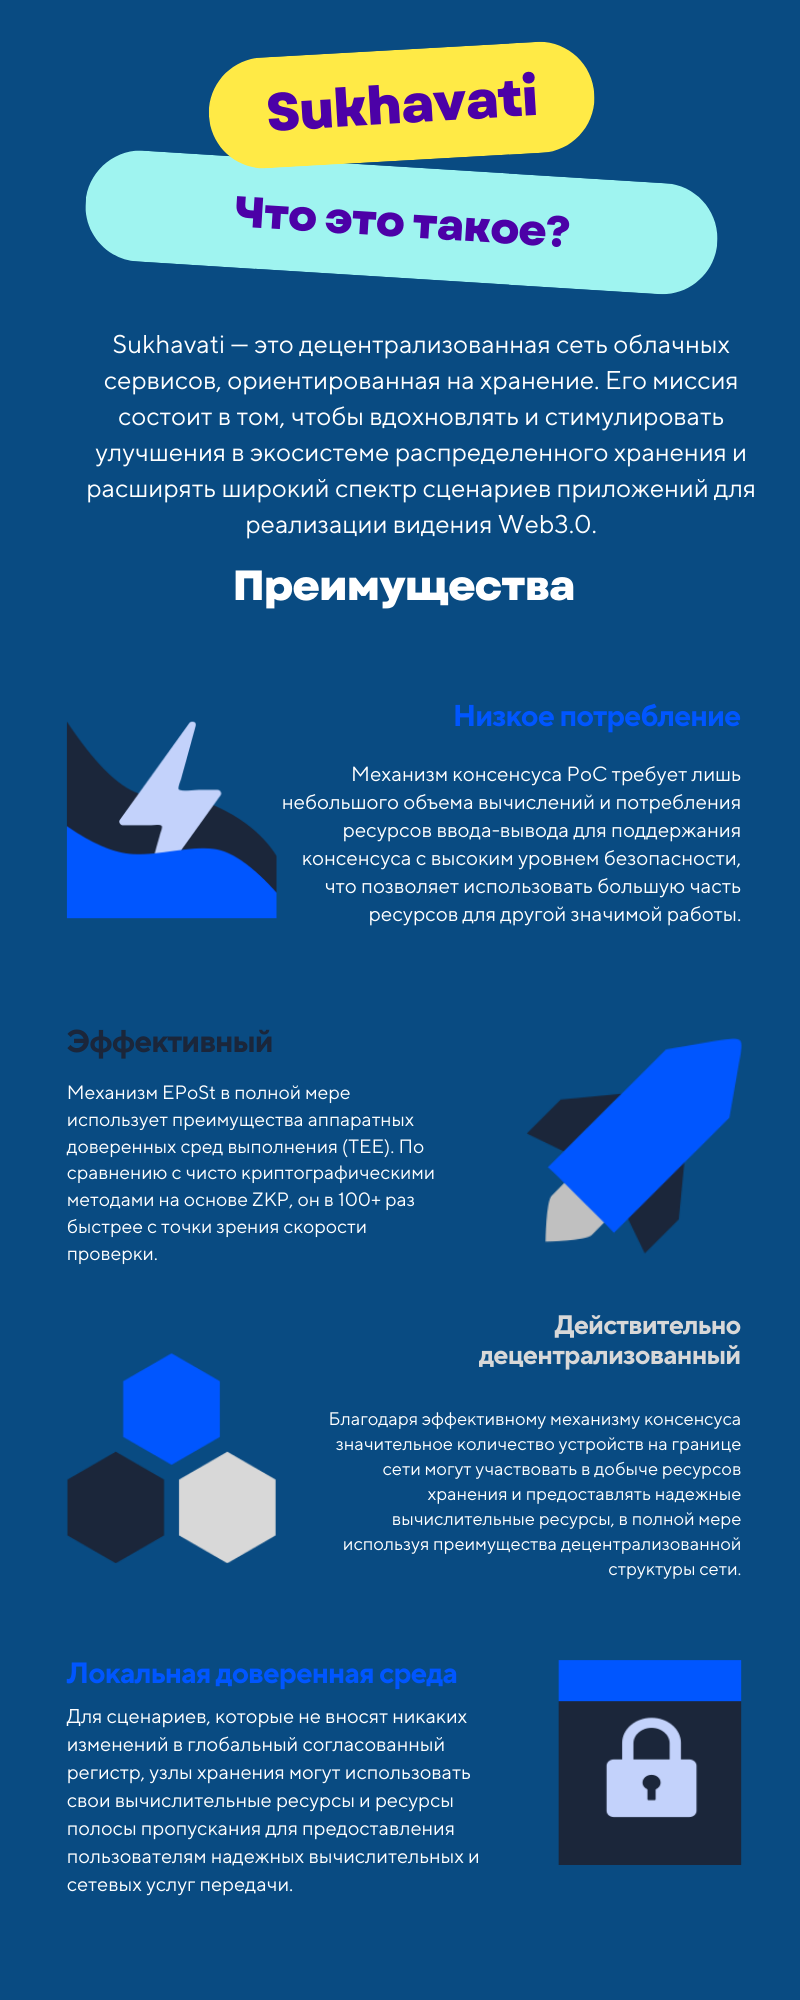 Sukhavati
Что это такое?
Sukhavati — это децентрализованная сеть облачных
сервисов, ориентированная на хранение. Его миссия
состоит в том, чтобы вдохновлять и стимулировать
улучшения в экосистеме распределенного хранения и
расширять широкий спектр сценариев приложений для
реализации видения Web3.0.
Преимущества
Низкое потребление
Механизм консенсуса PoC требует лишь
небольшого объема вычислений и потребления
ресурсов ввода-вывода для поддержания
консенсуса с высоким уровнем безопасности,
что позволяет использовать большую часть
ресурсов для другой значимой работы.
Эффективный
Механизм EPoSt в полной мере
использует преимущества аппаратных
доверенных сред выполнения (TEE). По
сравнению с чисто криптографическими
методами на основе ZKP, он в 100+ раз
быстрее с точки зрения скорости
проверки.
Действительно
децентрализованный
Благодаря эффективному механизму консенсуса
значительное количество устройств на границе
сети могут участвовать в добыче ресурсов
хранения и предоставлять надежные
вычислительные ресурсы, в полной мере
используя преимущества децентрализованной
структуры сети.
Локальная доверенная среда
Для сценариев, которые не вносят никаких
изменений в глобальный согласованный
регистр, узлы хранения могут использовать
свои вычислительные ресурсы и ресурсы
полосы пропускания для предоставления
пользователям надежных вычислительных и
сетевых услуг передачи.